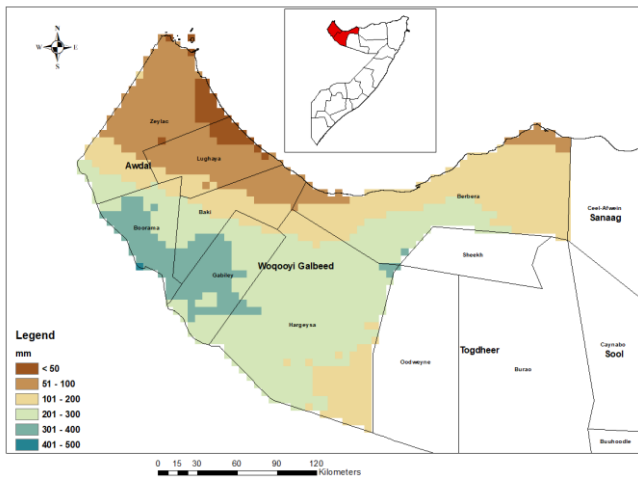 N
W E
S
Zeylac
Lughaya
Awdal
Berbera
Ceel-Afwein
Sanaag
Baki
Boorama
Sheekh
Woqooyi Galbeed
Gabiley
Hargeysa
Oodweyne
Togdheer
Burao
Caynabo
Sool
Buuhoodle
Legend
mm
< 50
51 - 100
101 - 200
201 - 300
301 - 400
401 - 500
0 15 30 60 90 120
Kilometers